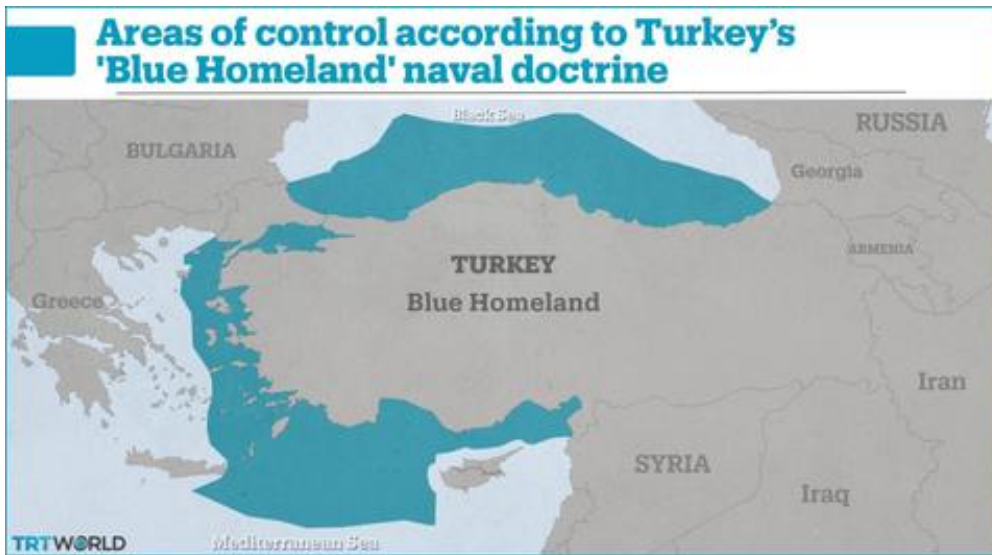 Areas of control according to Turkey's
'Blue Homeland' naval doctrine
Black Sea
RUSSIA
BULGARIA
Georgia
ARMENIA
TURKEY
Greece
Blue Homeland
Iran
SYRIA
Iraq
TRTWORLD
Mediterranean Sea